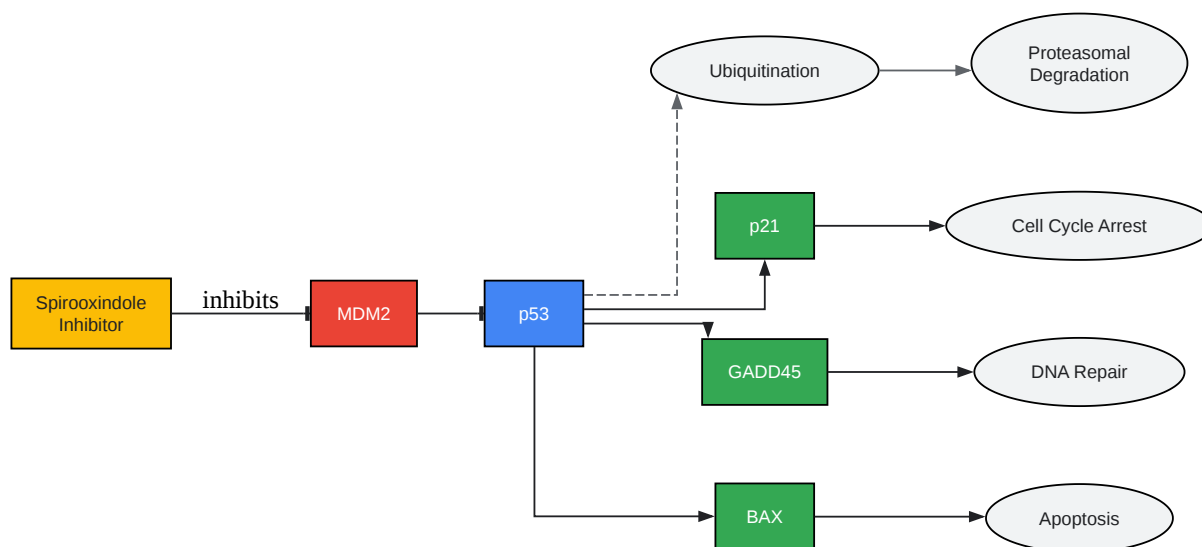 Ubiquitination
Proteasomal
Degradation
p21
Cell Cycle Arrest
Spirooxindole
Inhibitor
inhibits
MDM2
p53
GADD45
DNA Repair
BAX
Apoptosis